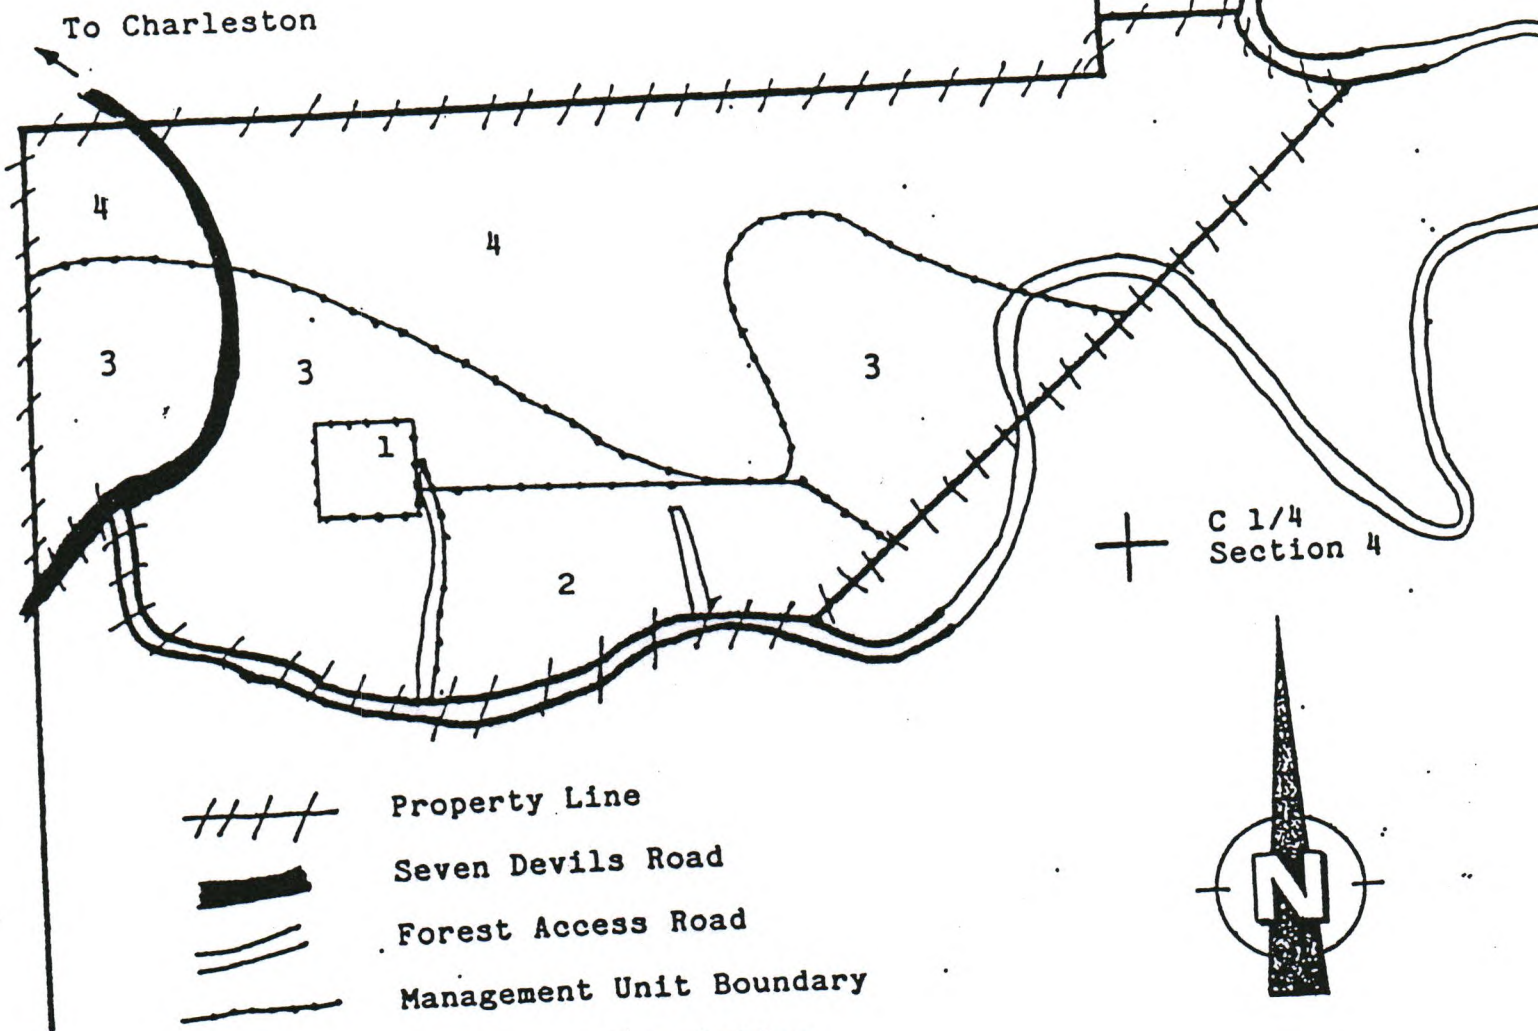 To Charleston
4
4
3
3
3
1
2
C 1/4
Section 4
Property Line
Seven Devils Road
Forest Access Road
Management Unit Boundary
N